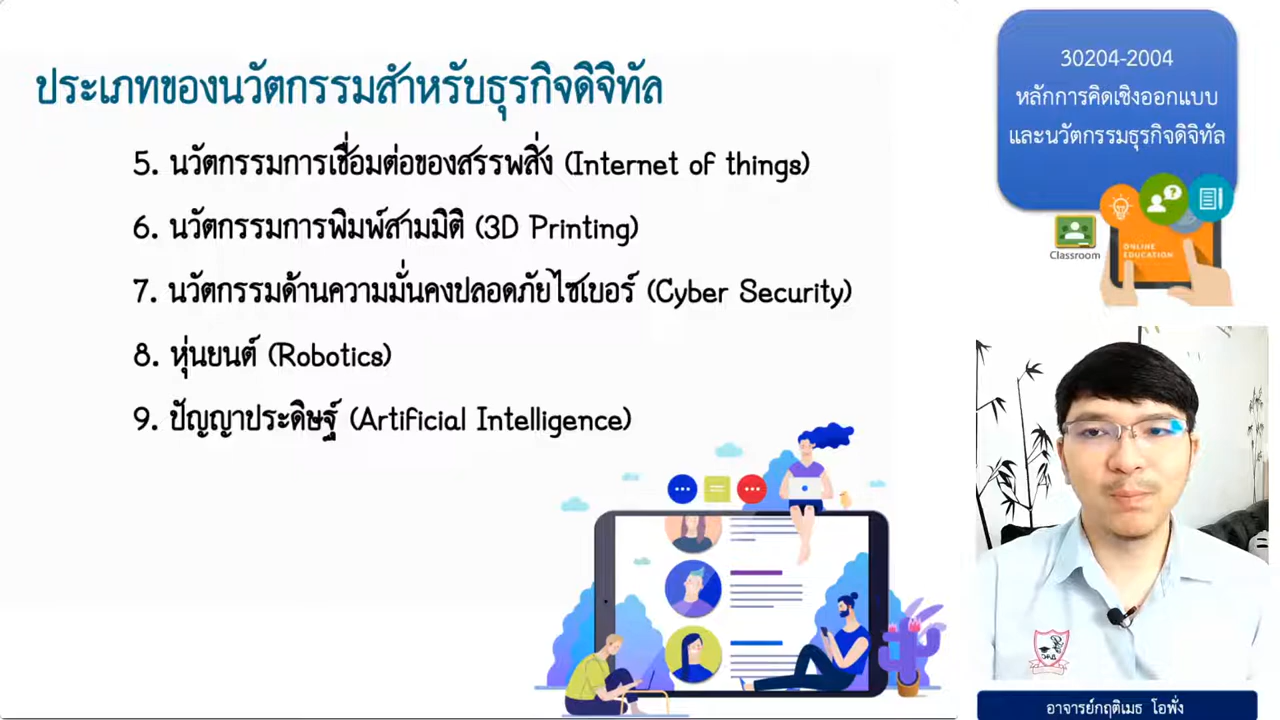 ประเภทของนวัตกรรมสำหรับธุรกิจดิจิทัล
5. นวัตกรรมการเชื่อมต่อของสรรพสิ่ง (Internet of things)
6. นวัตกรรมการพิมพ์สามมิติ (3D Printing)
7. นวัตกรรมด้านความมั่นคงปลอดภัยไซเบอร์ (Cyber Security)
8. หุ่นยนต์ (Robotics)
9. ปัญญาประดิษฐ์ (Artificial Intelligence)
30204-2004
หลักการคิดเชิงออกแบบ
และนวัตกรรมธุรกิจดิจิทัล
Classroom
ONLINE
EDUCATION
อาจารย์กฤติเมธ โอพั่ง